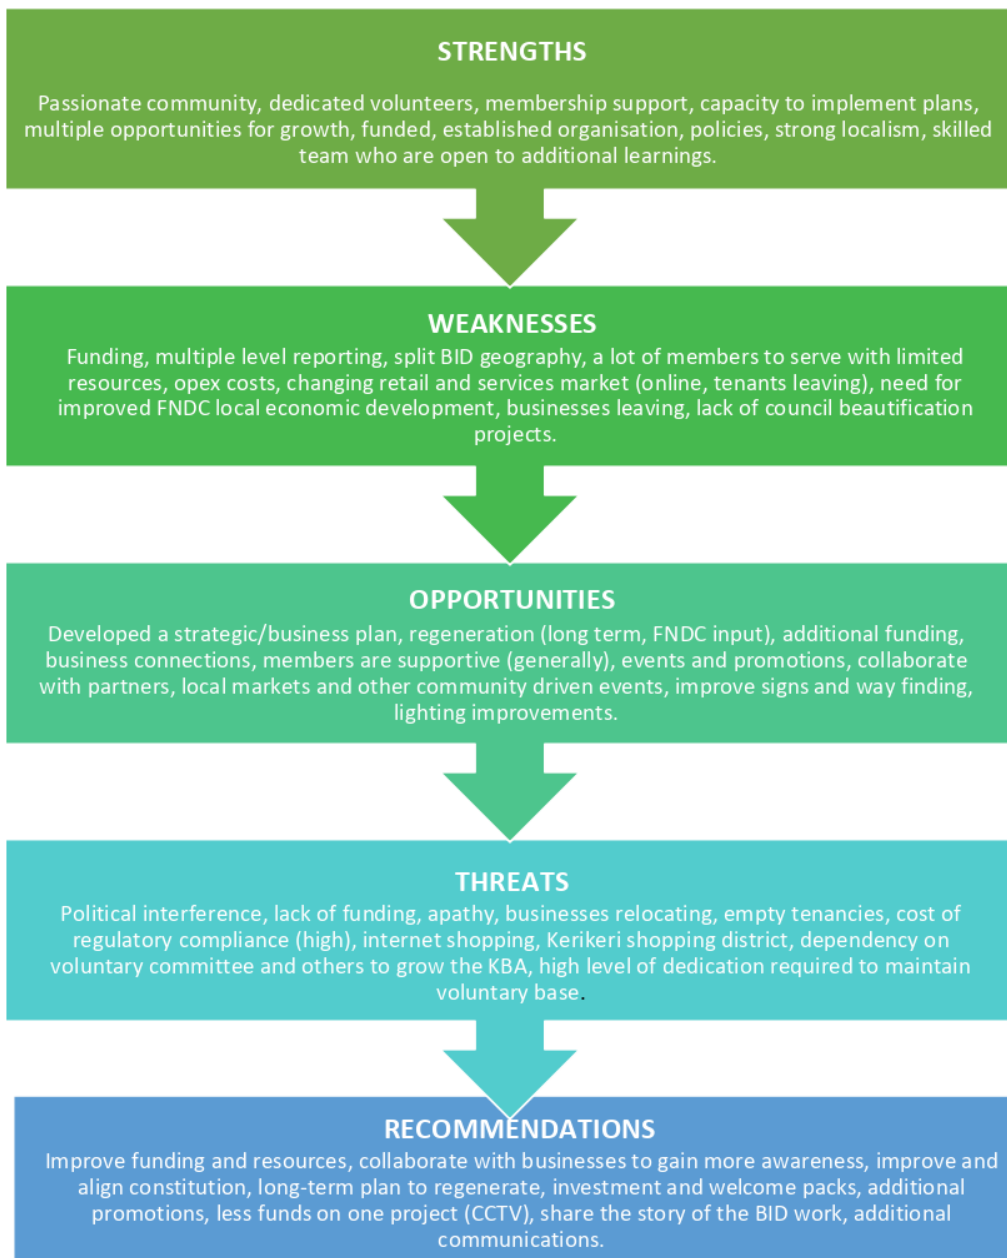 STRENGTHS
Passionate community, dedicated volunteers, membership support, capacity to implement plans,
multiple opportunities for growth, funded, established organisation, policies, strong localism, skilled
team who are open to additional learnings.
WEAKNESSES
Funding, multiple level reporting, split BID geography, a lot of members to serve with limited
resources, opex costs, changing retail and services market (online, tenants leaving), need for
improved FNDC local economic development, businesses leaving, lack of council beautification
projects.
OPPORTUNITIES
Developed a strategic/business plan, regeneration (long term, FNDC input), additional funding,
business connections, members are supportive (generally), events and promotions, collaborate
with partners, local markets and other community driven events, improve signs and way finding,
lighting improvements.
THREATS
Political interference, lack of funding, apathy, businesses relocating, empty tenancies, cost of
regulatory compliance (high), internet shopping, Kerikeri shopping district, dependency on
voluntary committee and others to grow the KBA, high level of dedication required to maintain
voluntary base.
RECOMMENDATIONS
Improve funding and resources, collaborate with businesses to gain more awareness, improve and
align constitution, long-term plan to regenerate, investment and welcome packs, additional
promotions, less funds on one project (CCTV), share the story of the BID work, additional
communications.